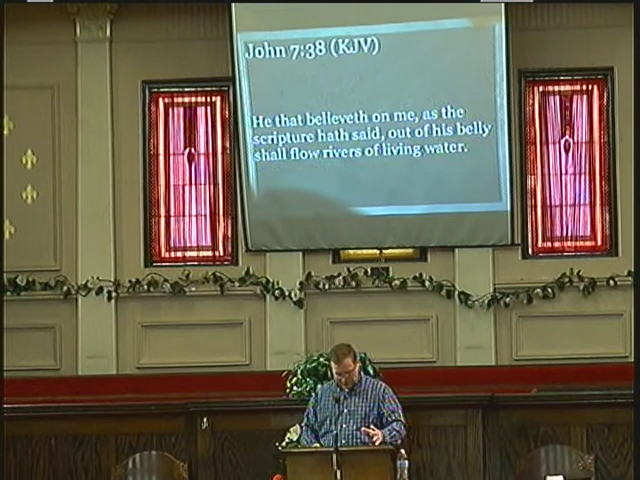 John 7:38 (KJV)
He that believeth on me, as the
scripture hath said, out of his belly
shall flow rivers of living water.